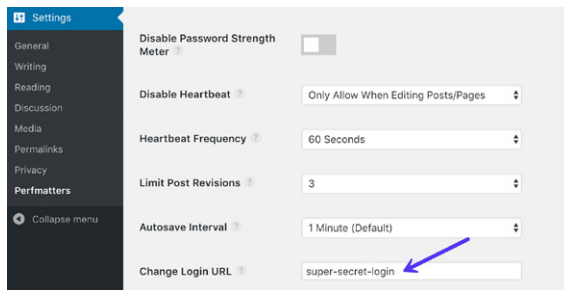 Settings
General
Writing
Reading
Discussion
Media
Permalinks
Privacy
Perfmatters
Collapse menu
Disable Password Strength
Meter ?
Disable Heartbeat ? Only Allow When Editing Posts/Pages
Heartbeat Frequency ? 60 Seconds
Limit Post Revisions ? 3
Autosave Interval ? 1 Minute (Default)
Change Login URL ? super-secret-login